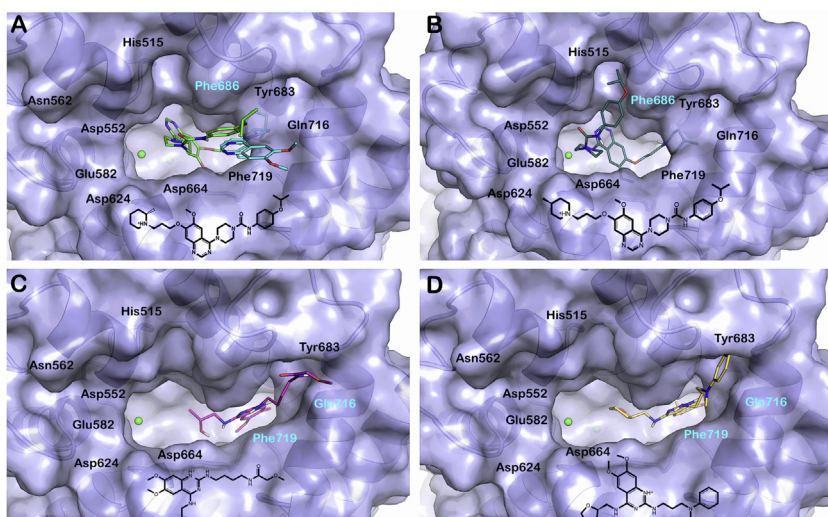 A
His515
Asn562
Phe686
Tyr683
Asp552
Gln716
Glu582
Asp664
Phe719
Asp624
B
His515
Phe686
Tyr683
Asp552
Gln716
Glu582
Asp664
Phe719
Asp624
C
His515
Tyr683
Asn562
Asp552
Gln716
Glu582
Phe719
Asp664
Asp624
D
His515
Tyr683
Asn562
Asp552
Gln716
Glu582
Phe719
Asp664
Asp624